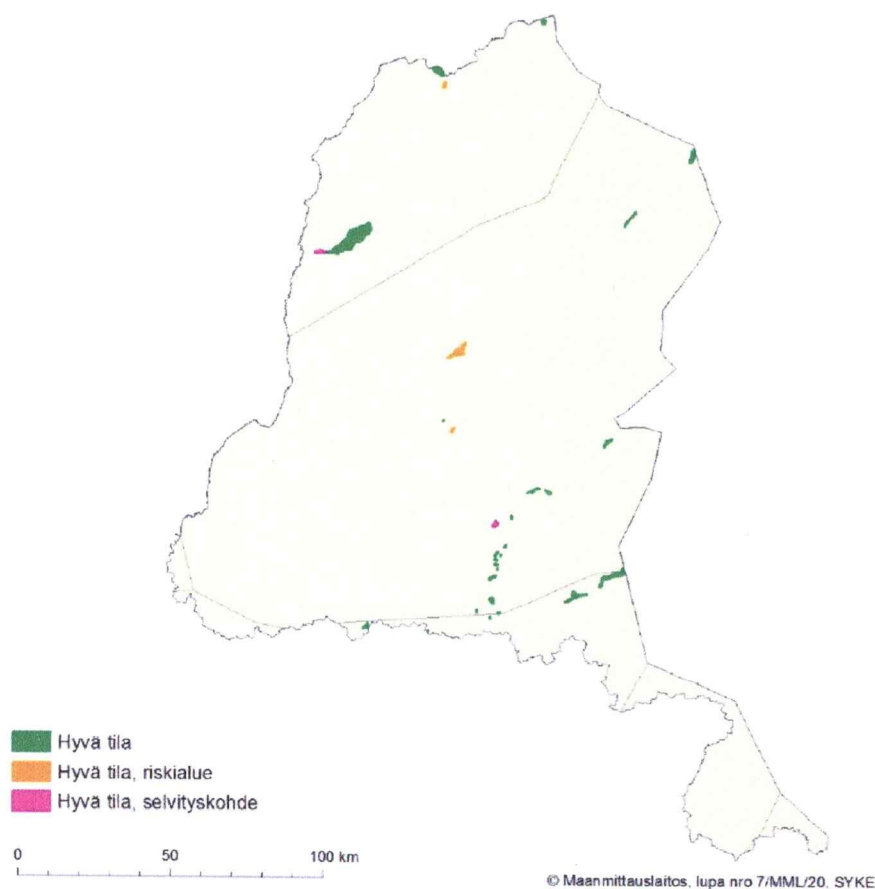 Hyvä tila
Hyvä tila, riskialue
Hyvä tila, selvityskohde
0 50 100 km
© Maanmittauslaitos, lupa nro 7/MML/20, SYKE